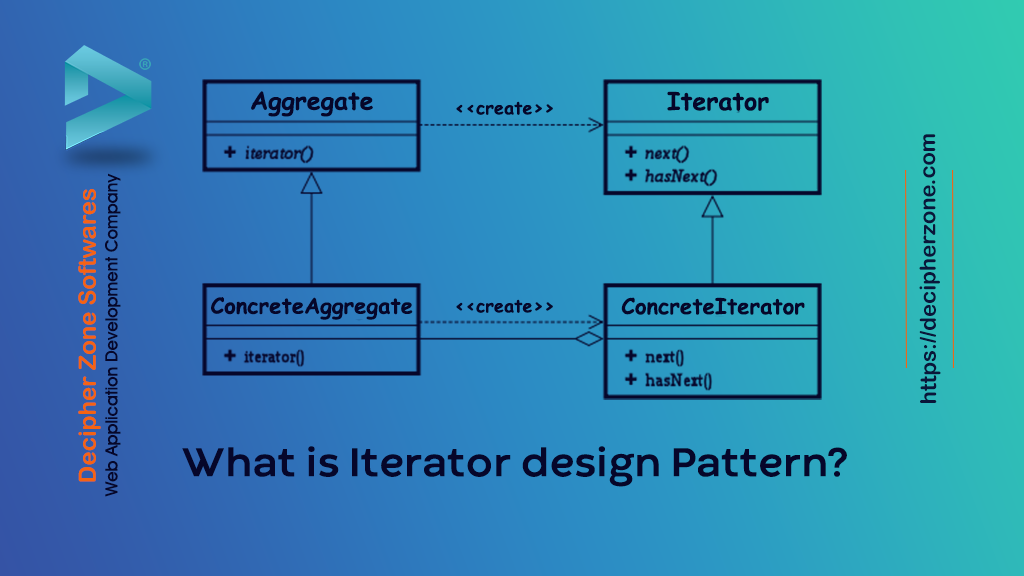 ®
Decipher Zone Softwares
Web Application Development Company
Aggregate
+ iterator()
<<create>>
Iterator
+ next()
+ hasNext()
ConcreteAggregate
+ iterator()
<<create>>
ConcreteIterator
+ next()
+ hasNext()
https://decipherzone.com
What is Iterator design Pattern?